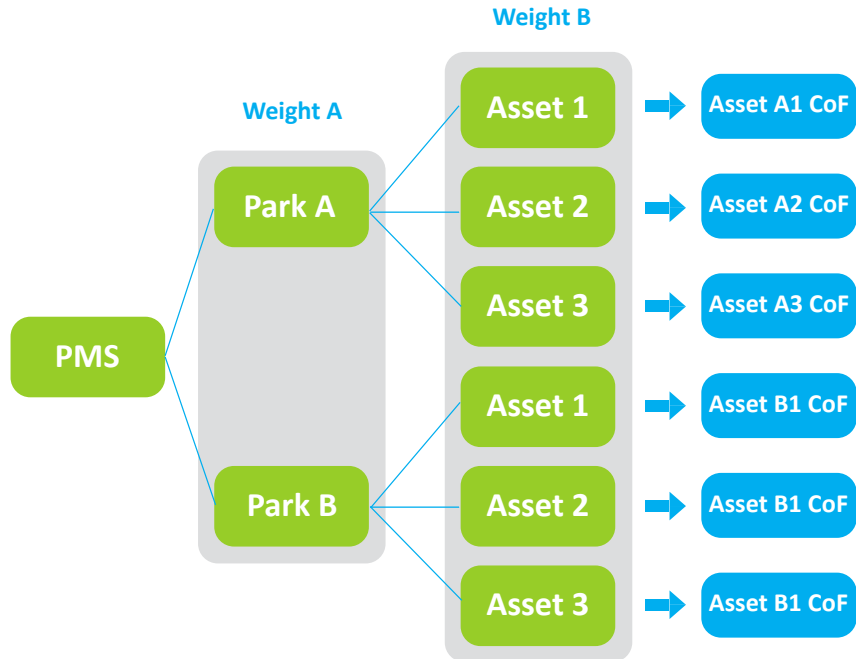 Weight B
Weight A
Asset 1
Asset A1 CoF
Park A
Asset 2
Asset A2 CoF
Asset 3
Asset A3 CoF
PMS
Asset 1
Asset B1 CoF
Park B
Asset 2
Asset B1 CoF
Asset 3
Asset B1 CoF